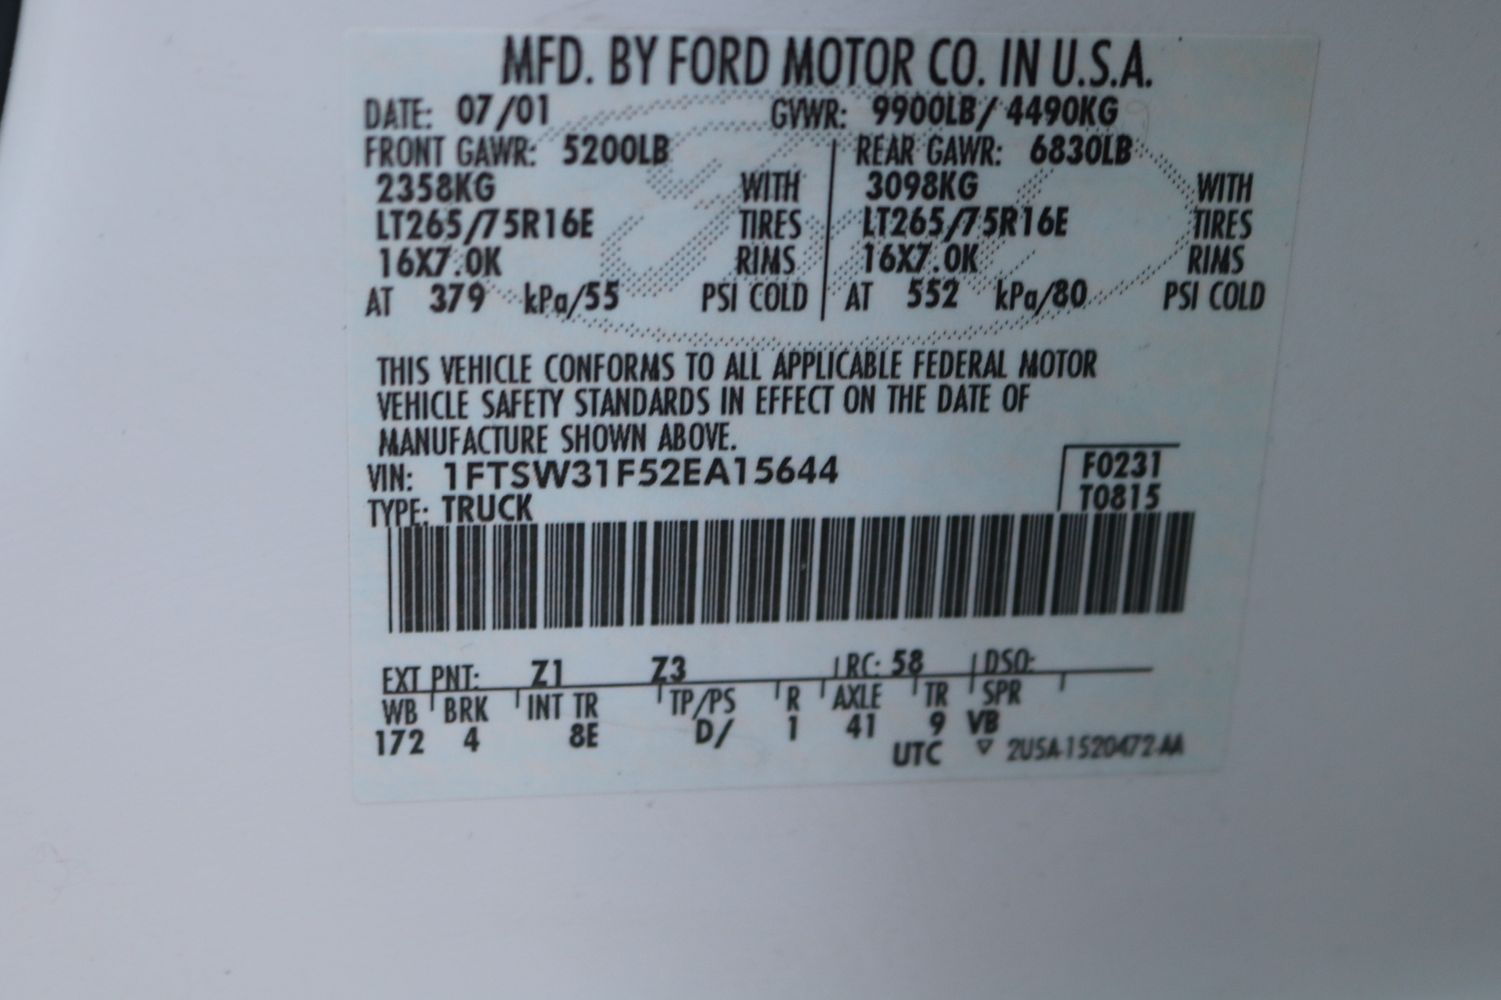 MFD. BY FORD MOTOR CO. IN U.S.A.
DATE: 07/01 GVWR: 9900LB/ 4490KG
FRONT GAWR: 5200LB REAR GAWR: 6830LB
2358KG WITH 3098KG WITH
LT265/75R16E TIRES LT265/75R16E TIRES
16X7.0K RIMS 16X7.0K RIMS
AT 379 kPa/55 PSI COLD AT 552 kPa/80 PSI COLD
THIS VEHICLE CONFORMS TO ALL APPLICABLE FEDERAL MOTOR
VEHICLE SAFETY STANDARDS IN EFFECT ON THE DATE OF
MANUFACTURE SHOWN ABOVE.
VIN: 1FTSW31F52EA15644 F0231
TYPE: TRUCK T0815
EXT PNT: Z1 Z3 RC: 58 DSO:
WB BRK INT TR TP/PS R AXLE TR SPR
172 4 8E D/ 1 41 9 VB
UTC ▽ 2U5A-1520472-AA